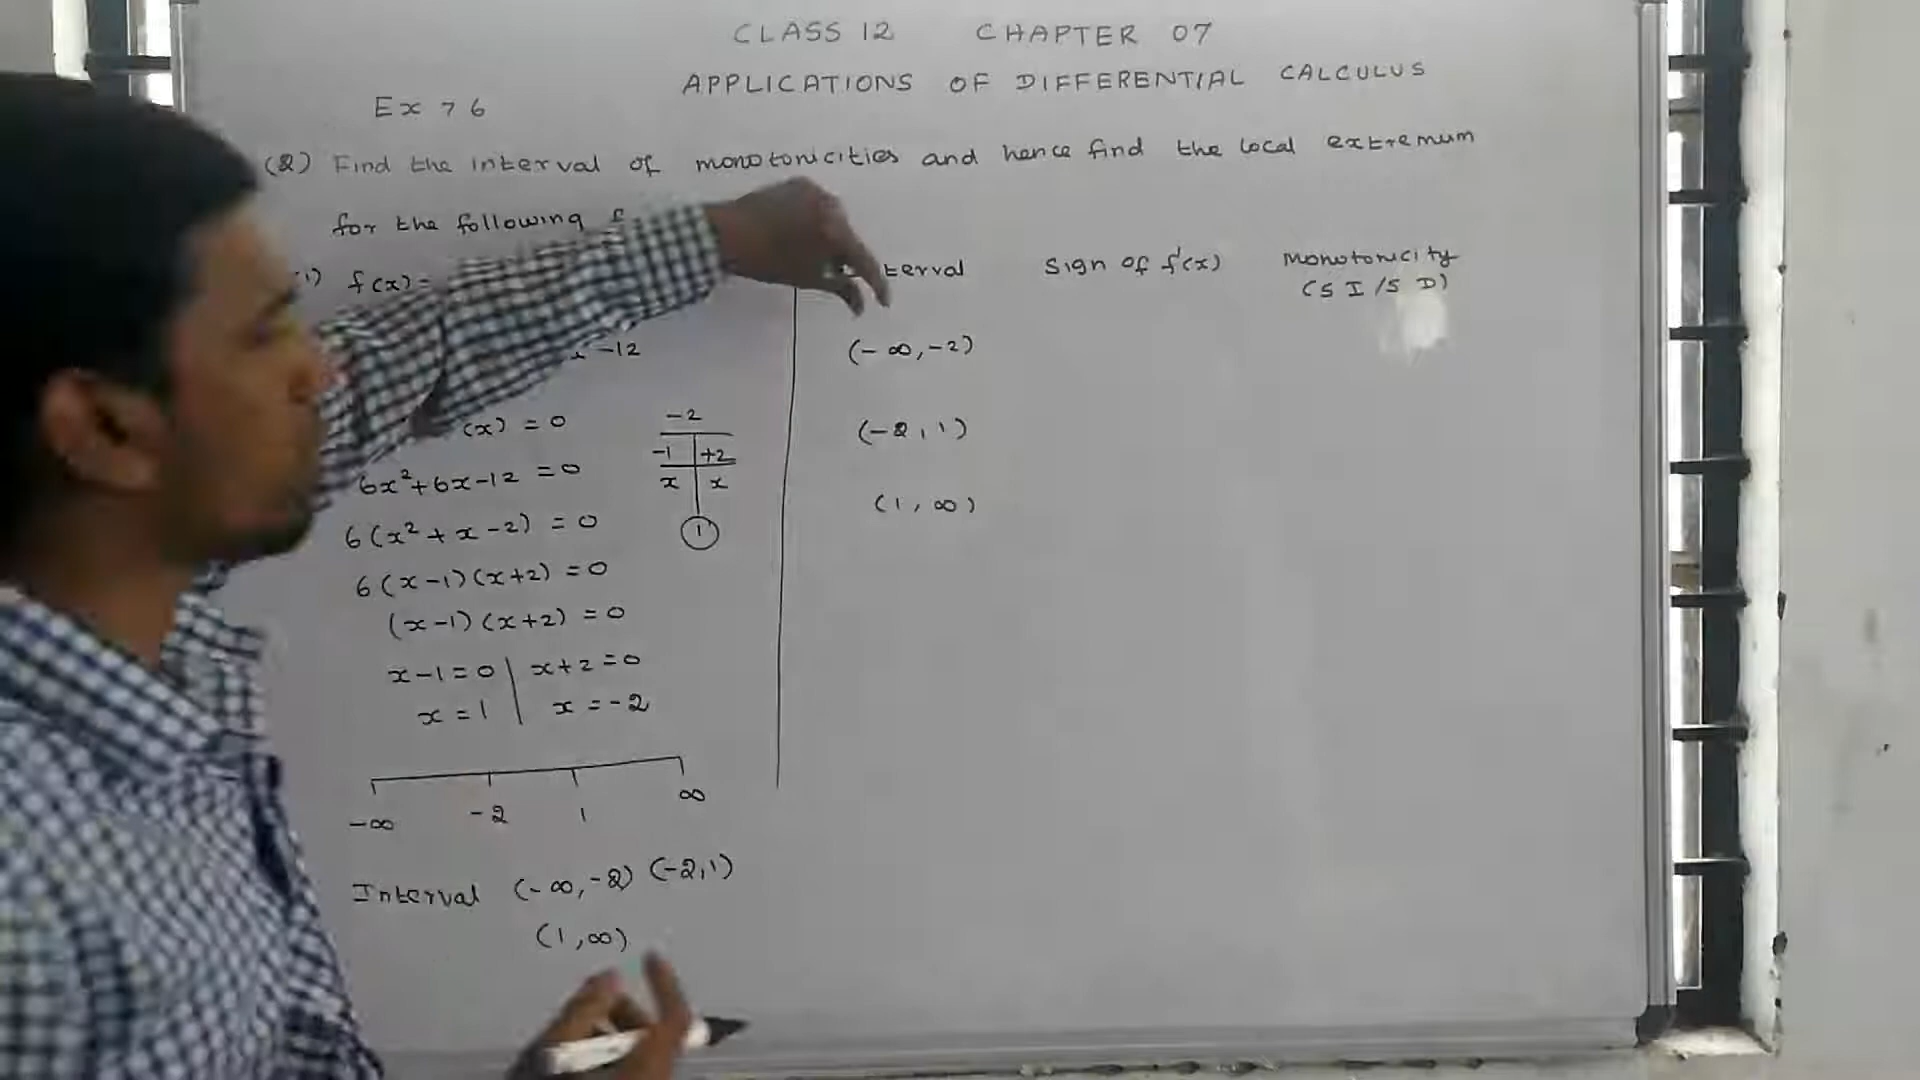 CLASS 12 CHAPTER 07
APPLICATIONS OF DIFFERENTIAL CALCULUS
Ex 7 6
(2) Find the interval of monotonicities and hence find the local extremum
for the following
f(x) =
-12
(x) = 0
6x²+6x-12 = 0
6(x²+x-2) = 0
6(x-1)(x+2) = 0
(x-1)(x+2) = 0
x-1=0 | x+2=0
x=1 | x=-2
-2
-1 | +2
x | x
1
-∞ -2 1 ∞
Interval (-∞,-2) (-2,1)
(1,∞)
terval Sign of f'(x) Monotonicity
(S I /S D)
(-∞,-2)
(-2,1)
(1,∞)